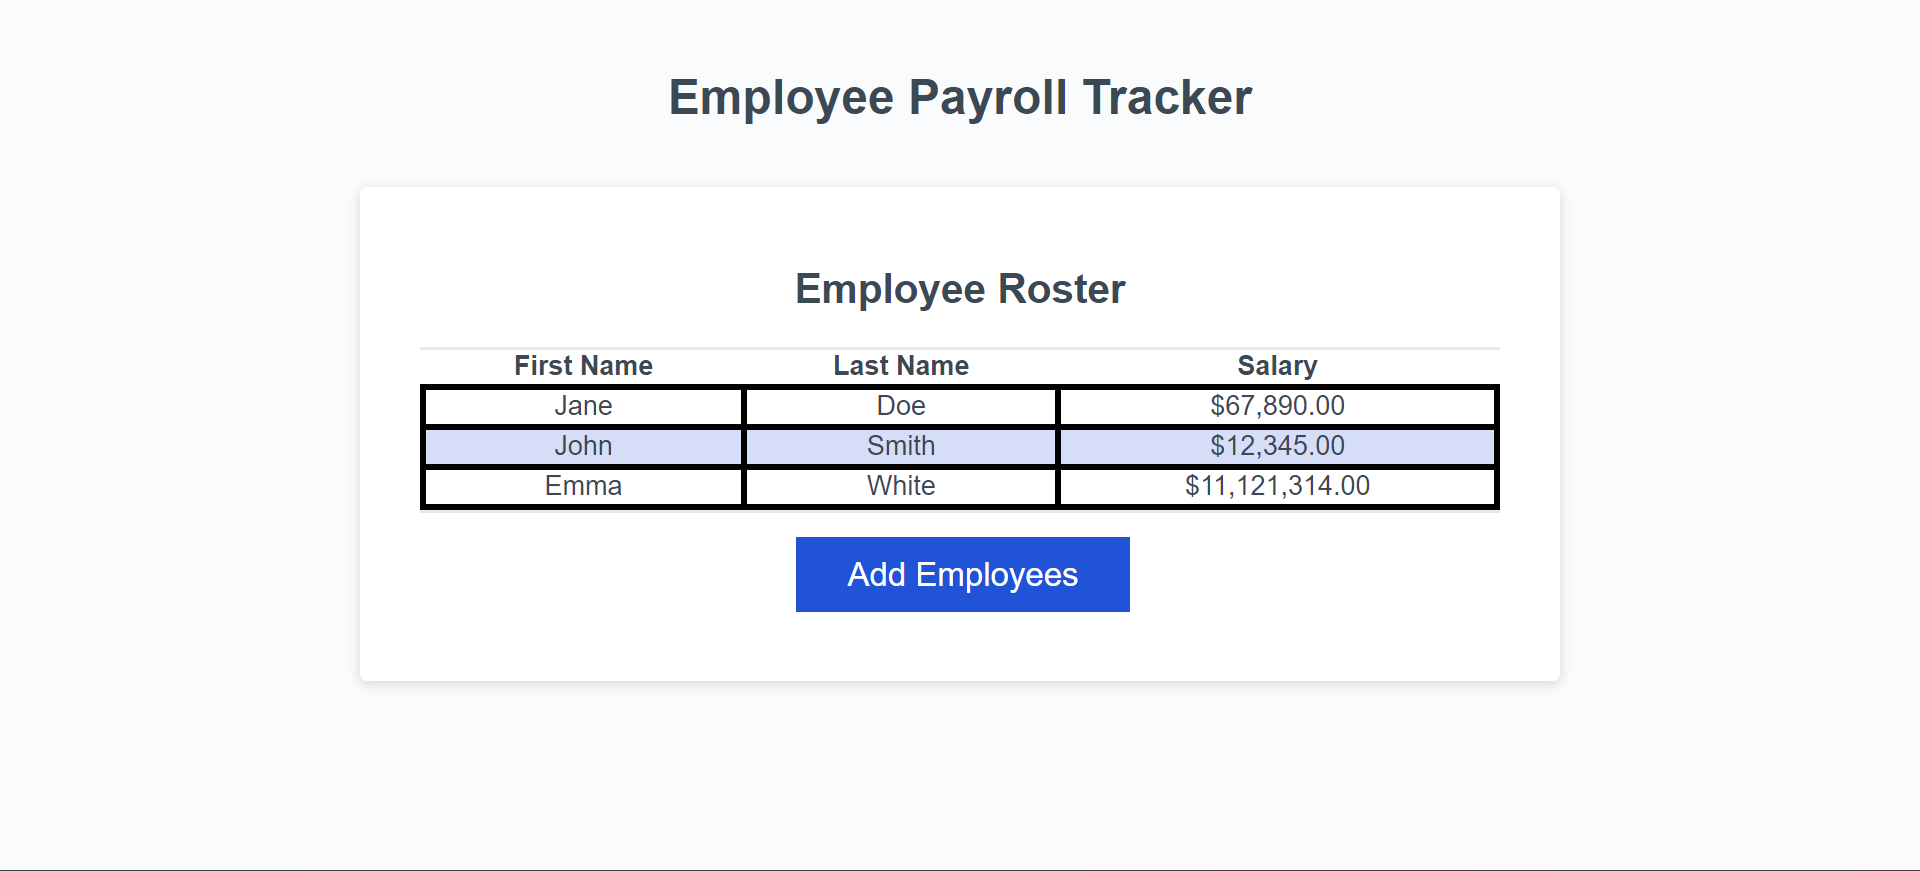 Employee Payroll Tracker
Employee Roster
First Name Last Name Salary
Jane Doe $67,890.00
John Smith $12,345.00
Emma White $11,121,314.00
Add Employees